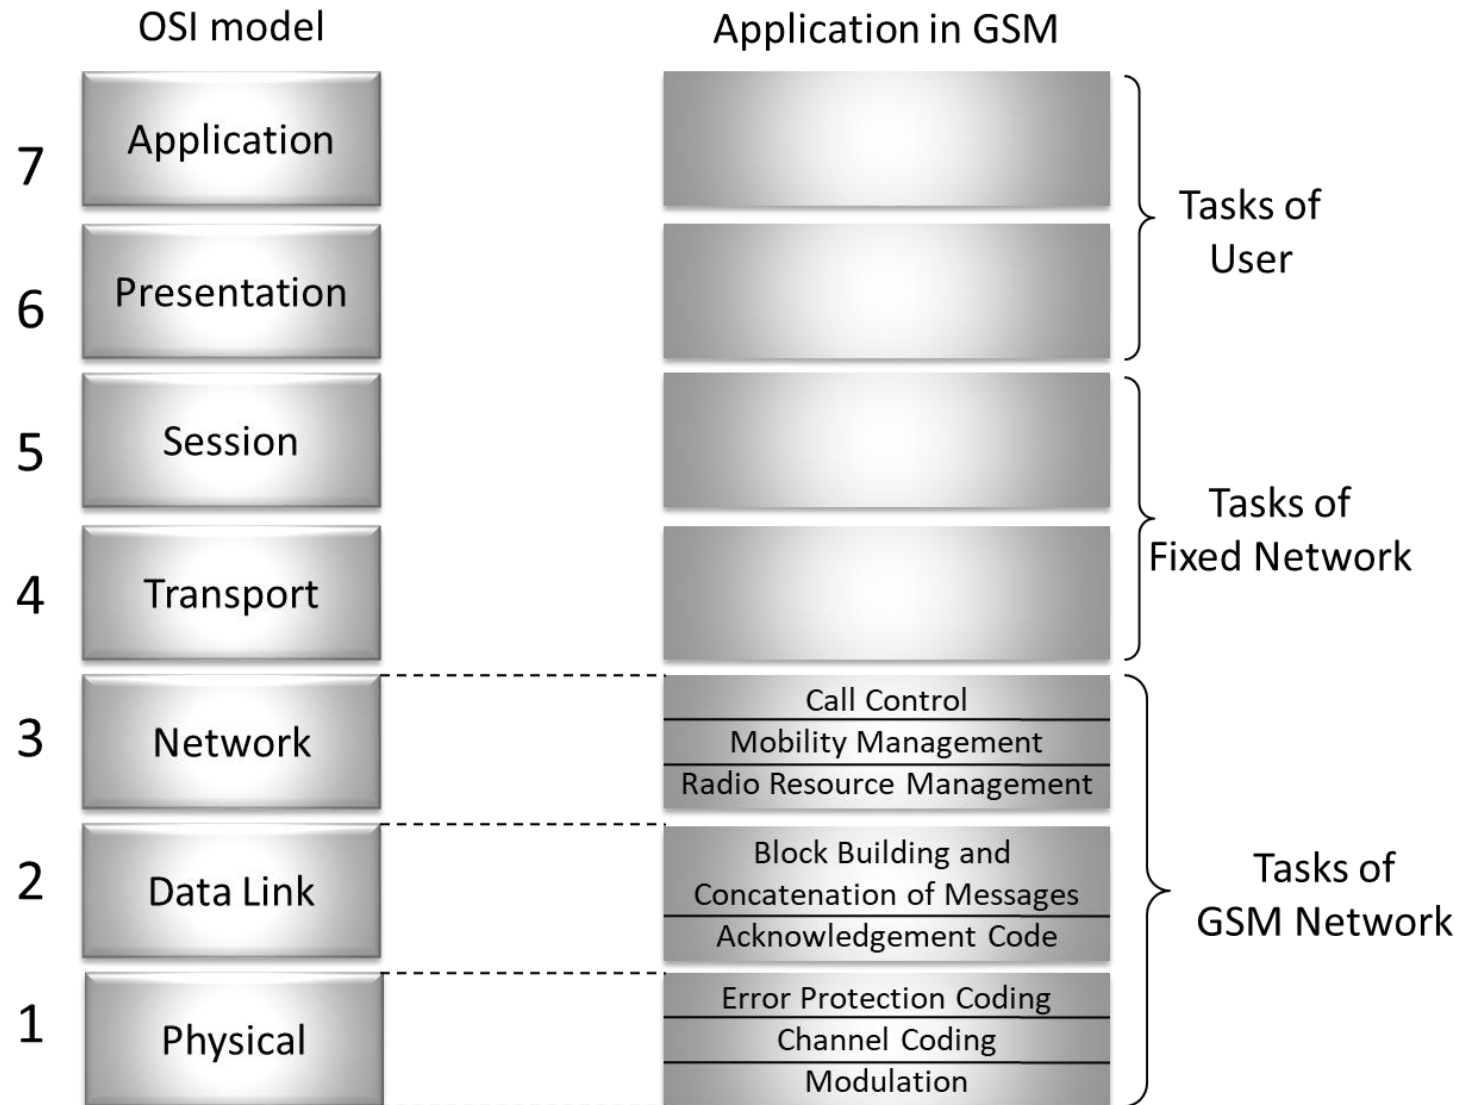 OSI model
Application in GSM
7
Application
Tasks of
User
6
Presentation
5
Session
Tasks of
Fixed Network
4
Transport
3
Network
Call Control
Mobility Management
Radio Resource Management
2
Data Link
Block Building and
Concatenation of Messages
Acknowledgement Code
Tasks of
GSM Network
1
Physical
Error Protection Coding
Channel Coding
Modulation